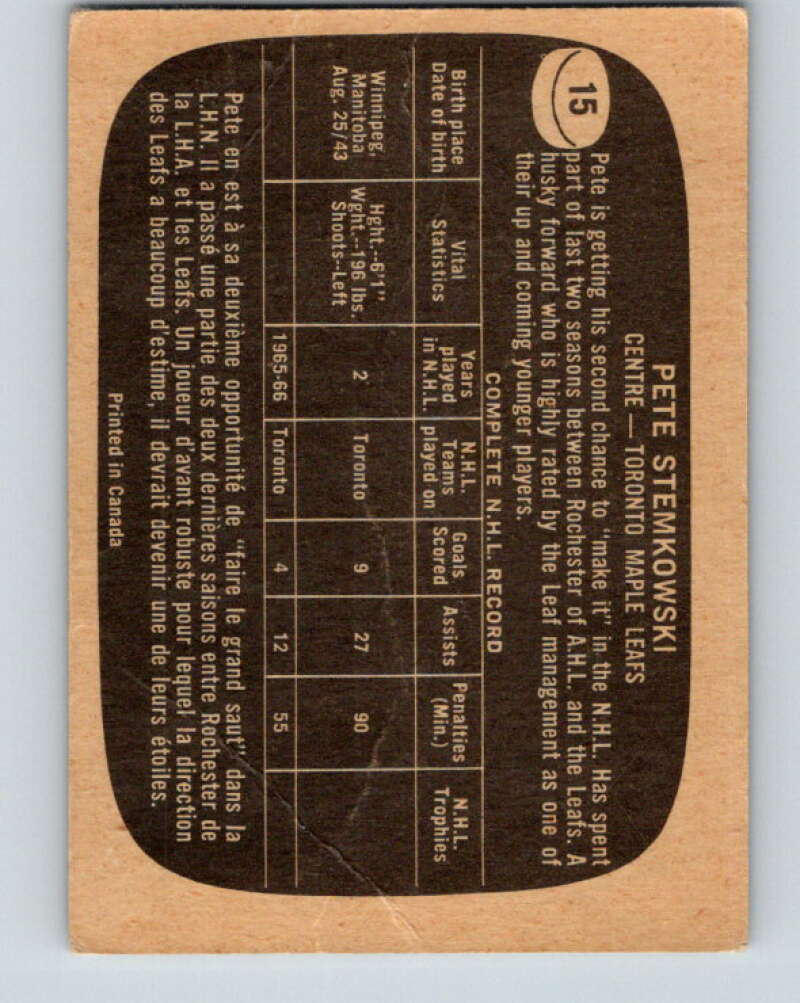 15
PETE STEMKOWSKI
CENTRE — TORONTO MAPLE LEAFS
Pete is getting his second chance to "make it" in the N.H.L. Has spent
part of last two seasons between Rochester of A.H.L. and the Leafs. A
husky forward who is highly rated by the Leaf management as one of
their up and coming younger players.
COMPLETE N.H.L. RECORD
Birth place Vital Years N.H.L. Goals Assists Penalties N.H.L.
Date of birth Statistics played Teams Scored (Min.) Trophies
in N.H.L. played on
Winnipeg, Hght.--6'1" 2 Toronto 9 27 90
Manitoba Wght.--196 lbs.
Aug. 25/43 Shoots--Left
1965-66 Toronto 4 12 55
Pete en est à sa deuxième opportunité de "faire le grand saut" dans la
L.H.N. Il a passé une partie des deux dernières saisons entre Rochester de
la L.H.A. et les Leafs. Un joueur d'avant robuste pour lequel la direction
des Leafs a beaucoup d'estime, il devrait devenir une de leurs étoiles.
Printed in Canada